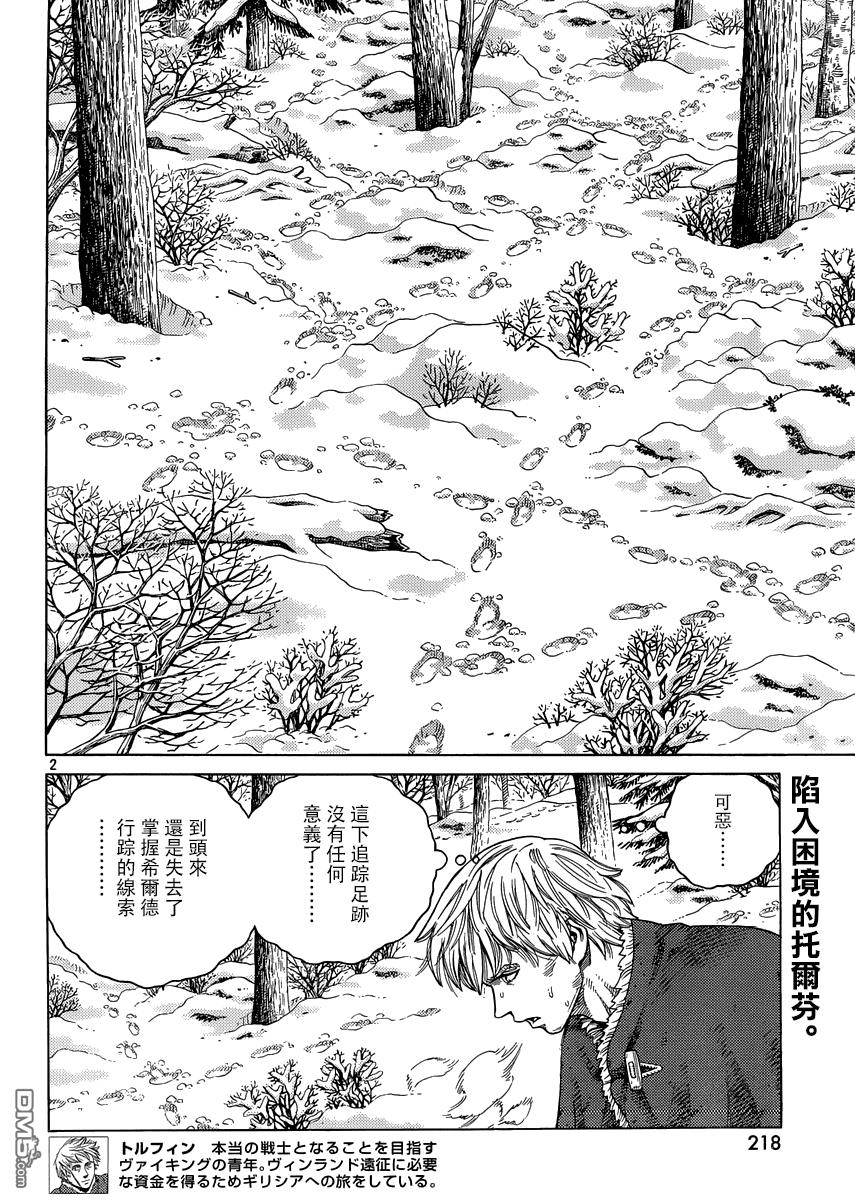 2
可惡……
陷入困境的托爾芬。
這下追踪足跡
沒有任何
意義了………
到頭來
還是失去了
掌握希爾德
行踪的線索
…………
218
トルフィン　本当の戦士となることを目指す
ヴァイキングの青年。ヴィンランド遠征に必要
な資金を得るためギリシアへの旅をしている。
DM5